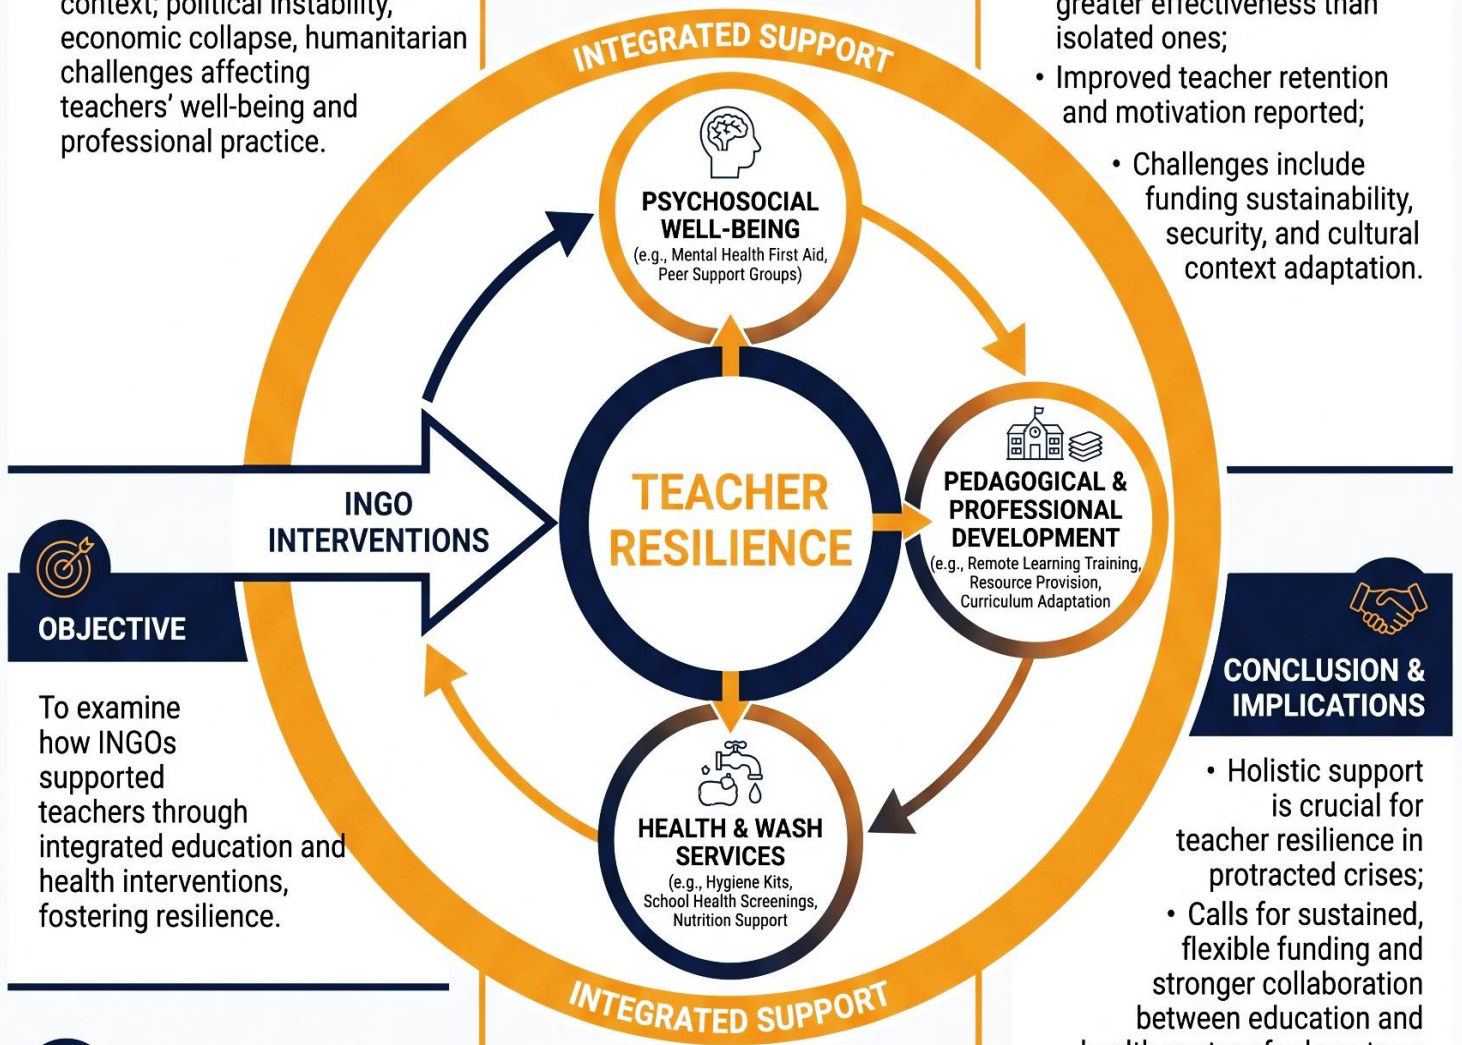 context; political instability,
economic collapse, humanitarian
challenges affecting
teachers' well-being and
professional practice.
greater effectiveness than
isolated ones;
• Improved teacher retention
and motivation reported;
• Challenges include
funding sustainability,
security, and cultural
context adaptation.
INTEGRATED SUPPORT
PSYCHOSOCIAL
WELL-BEING
(e.g., Mental Health First Aid,
Peer Support Groups)
INGO
INTERVENTIONS
TEACHER
RESILIENCE
PEDAGOGICAL &
PROFESSIONAL
DEVELOPMENT
(e.g., Remote Learning Training,
Resource Provision,
Curriculum Adaptation
HEALTH & WASH
SERVICES
(e.g., Hygiene Kits,
School Health Screenings,
Nutrition Support
INTEGRATED SUPPORT
OBJECTIVE
To examine
how INGOs
supported
teachers through
integrated education and
health interventions,
fostering resilience.
CONCLUSION &
IMPLICATIONS
• Holistic support
is crucial for
teacher resilience in
protracted crises;
• Calls for sustained,
flexible funding and
stronger collaboration
between education and